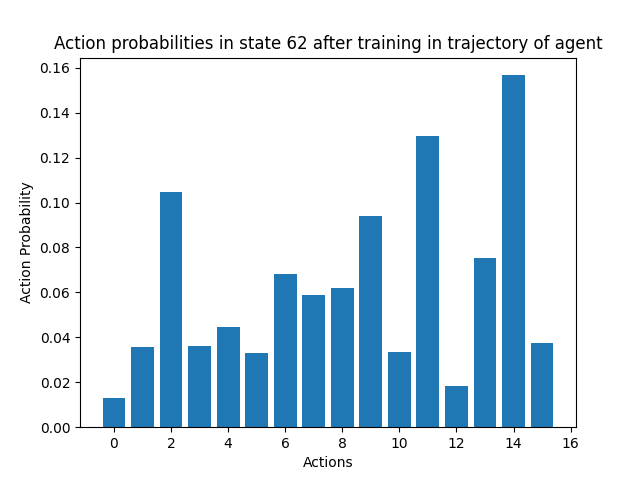 Action probabilities in state 62 after training in trajectory of agent
0.16
0.14
0.12
0.10
0.08
0.06
0.04
0.02
0.00
Action Probability
0 2 4 6 8 10 12 14 16
Actions